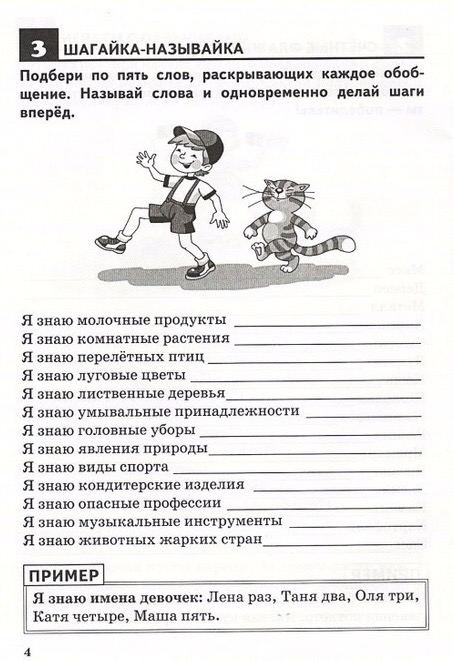 3 ШАГАЙКА-НАЗЫВАЙКА
Подбери по пять слов, раскрывающих каждое обоб-
щение. Называй слова и одновременно делай шаги
вперёд.
Я знаю молочные продукты
Я знаю комнатные растения
Я знаю перелётных птиц
Я знаю луговые цветы
Я знаю лиственные деревья
Я знаю умывальные принадлежности
Я знаю головные уборы
Я знаю явления природы
Я знаю виды спорта
Я знаю кондитерские изделия
Я знаю опасные профессии
Я знаю музыкальные инструменты
Я знаю животных жарких стран
ПРИМЕР
Я знаю имена девочек: Лена раз, Таня два, Оля три,
Катя четыре, Маша пять.
4